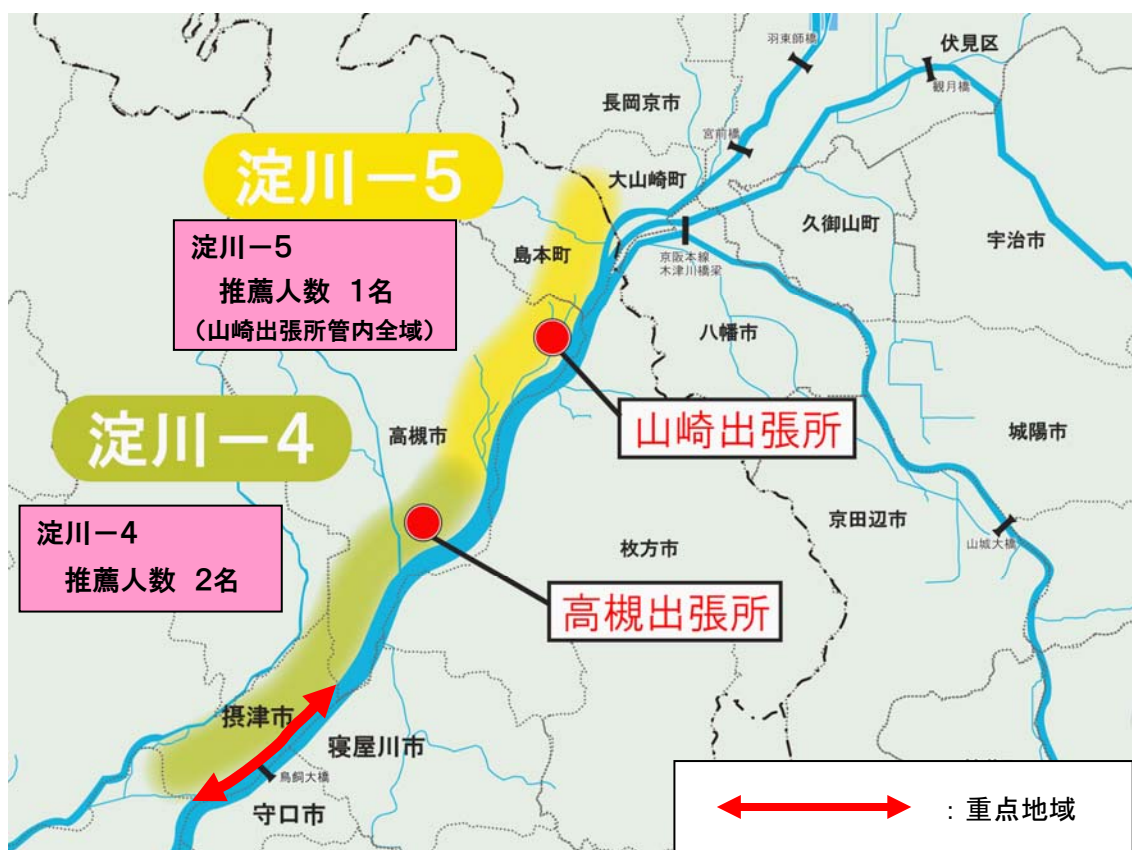 羽束師橋
伏見区
観月橋
長岡京市
宮前橋
淀川－5
大山崎町
久御山町
宇治市
淀川－5
推薦人数 1名
（山崎出張所管内全域）
島本町
京阪本線
木津川橋梁
八幡市
山崎出張所
淀川－4
高槻市
城陽市
淀川－4
推薦人数 2名
京田辺市
枚方市
山城大橋
高槻出張所
摂津市
寝屋川市
鳥飼大橋
守口市
：重点地域